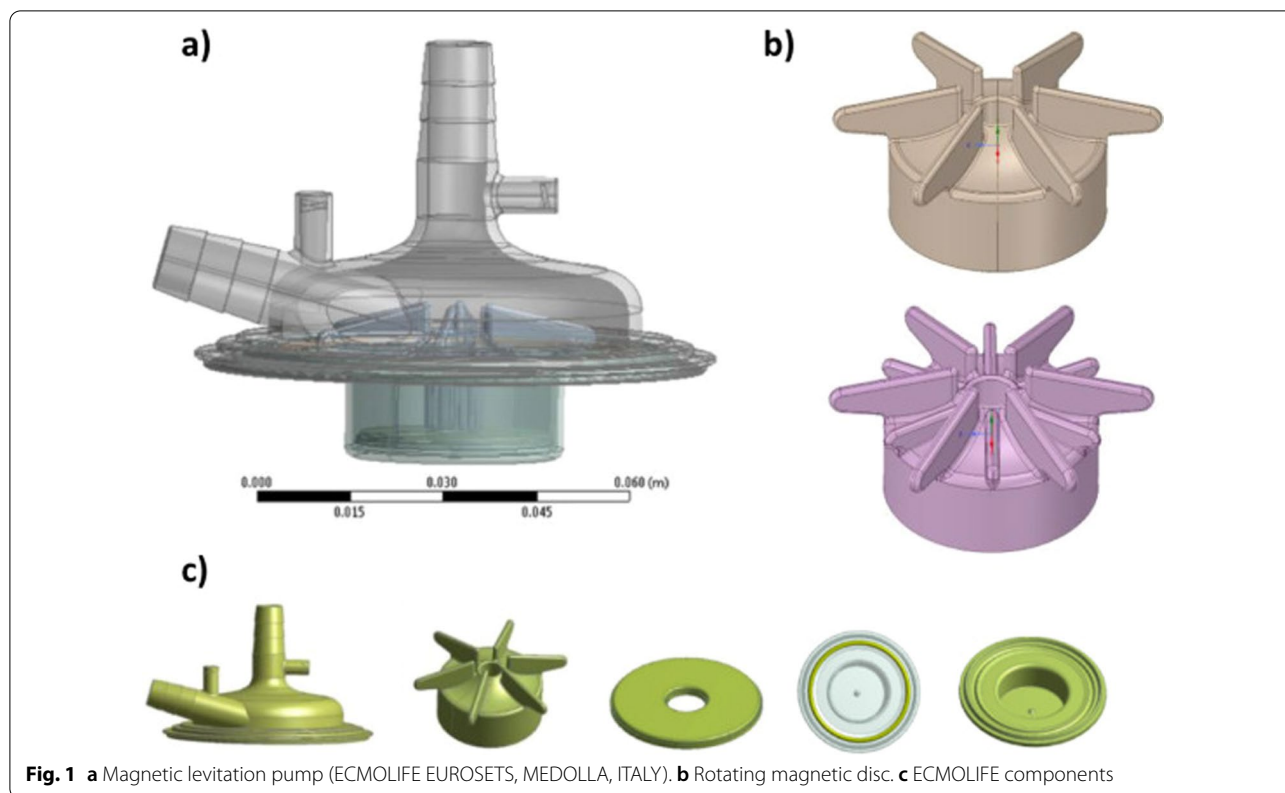 a)
b)
0.000 0.030 0.060 (m)
0.015 0.045
c)
Fig. 1 a Magnetic levitation pump (ECMOLIFE EUROSETS, MEDOLLA, ITALY). b Rotating magnetic disc. c ECMOLIFE components